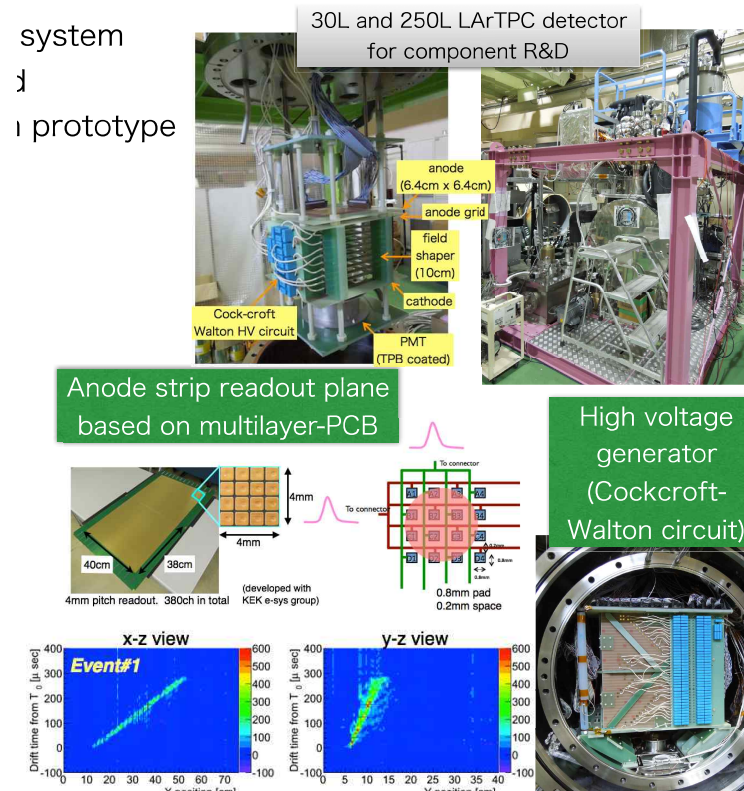 system
prototype
30L and 250L LArTPC detector
for component R&D
anode
(6.4cm x 6.4cm)
anode grid
field
shaper
(10cm)
cathode
Cock-croft
Walton HV circuit
PMT
(TPB coated)
Anode strip readout plane
based on multilayer-PCB
High voltage
generator
(Cockcroft-
Walton circuit)
To connector
To connector
4mm
4mm
40cm
38cm
4mm pitch readout. 380ch in total
(developed with
KEK e-sys group)
0.2mm
0.8mm
0.8mm
0.8mm pad
0.2mm space
x-z view
Event#1
Drift time from T0 [μ sec]
400
300
200
100
0
-100
0 10 20 30 40 50 60 70
600
500
400
300
200
100
0
-100
y-z view
Drift time from T0 [μ sec]
400
300
200
100
0
-100
0 5 10 15 20 25 30 35 40
600
500
400
300
200
100
0
-100